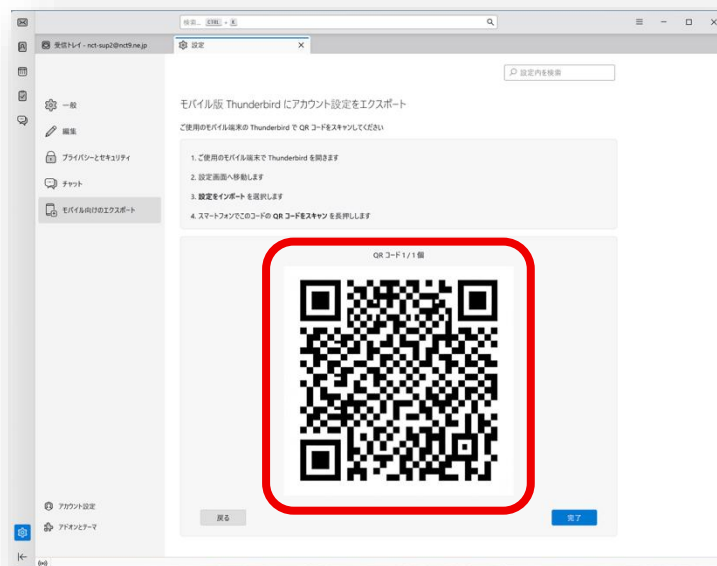 検索... CTRL + K
受信トレイ - nct-sup2@nct9.ne.jp
設定
設定内を検索
一般
編集
プライバシーとセキュリティ
チャット
モバイル向けのエクスポート
モバイル版 Thunderbird にアカウント設定をエクスポート
ご使用のモバイル端末の Thunderbird で QR コードをスキャンしてください
1. ご使用のモバイル端末で Thunderbird を開きます
2. 設定画面へ移動します
3. 設定をインポート を選択します
4. スマートフォンでこのコードの QR コードをスキャン を長押しします
QR コード 1 / 1 個
戻る
完了
アカウント設定
アドオンとテーマ